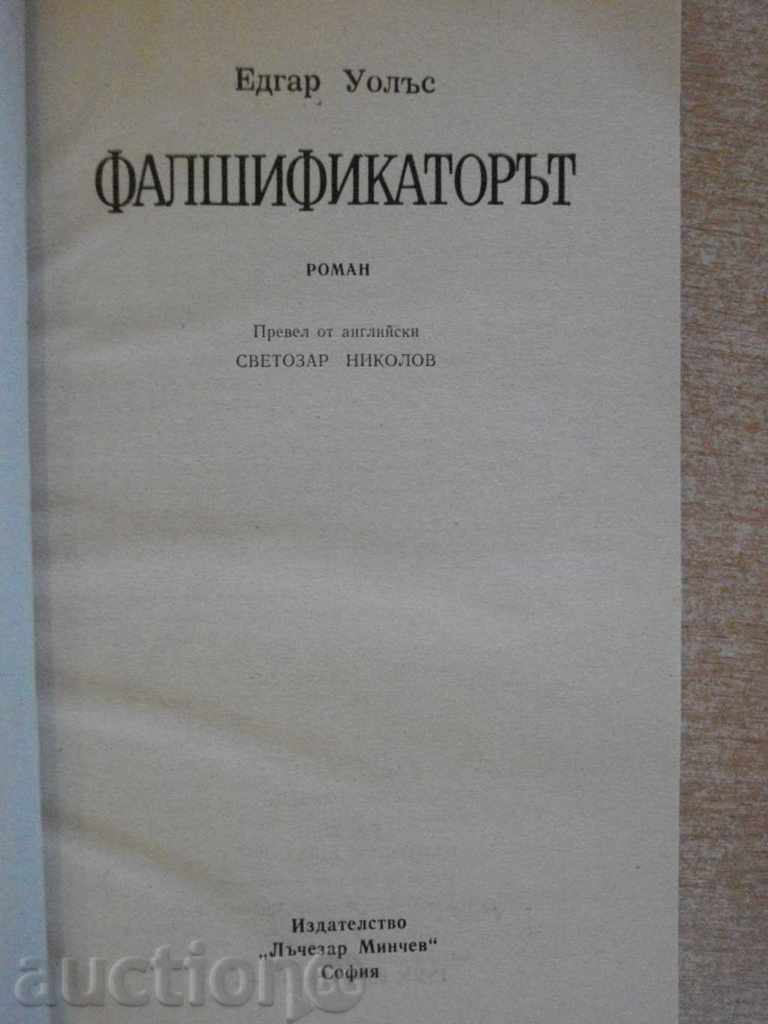 Едгар Уолъс
ФАЛШИФИКАТОРЪТ
РОМАН
Превел от английски
СВЕТОЗАР НИКОЛОВ
Издателство
„Лъчезар Минчев"
София
auction